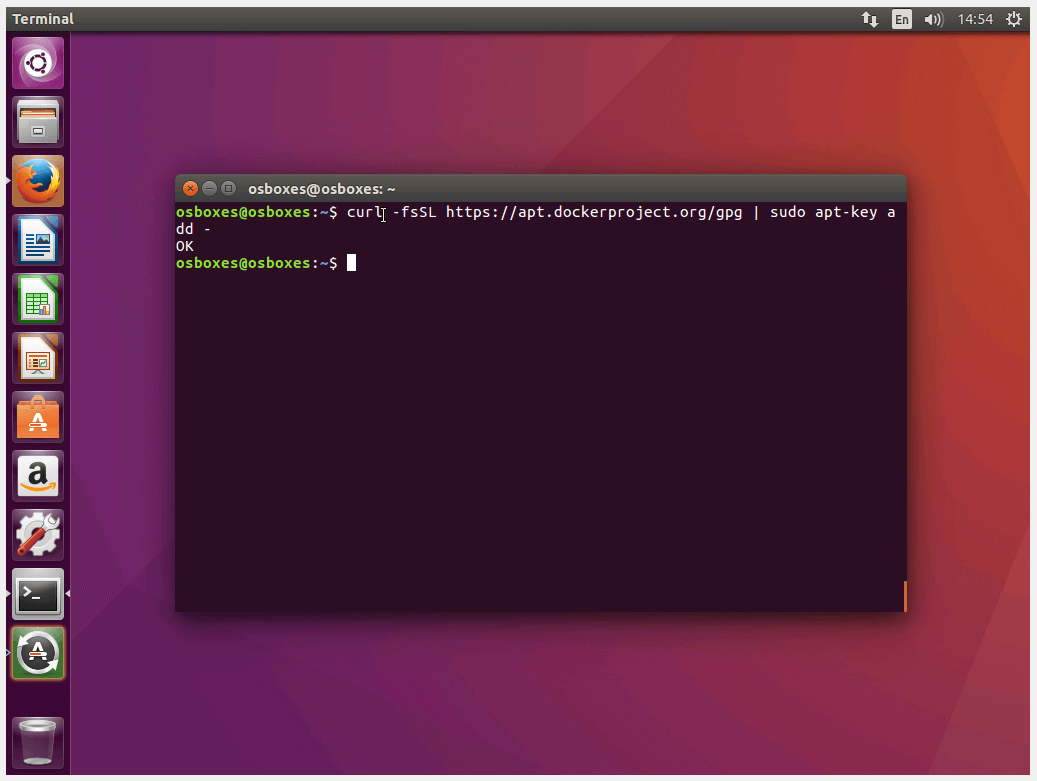 Terminal
En
14:54
osboxes@osboxes: ~
osboxes@osboxes:~$ curl -fsSL https://apt.dockerproject.org/gpg | sudo apt-key a
dd -
OK
osboxes@osboxes:~$